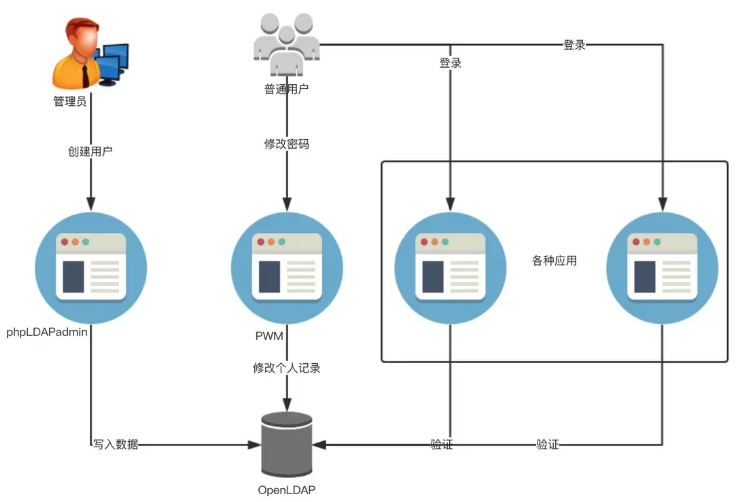 登录
登录
管理员
普通用户
创建用户
修改密码
各种应用
phpLDAPadmin
PWM
修改个人记录
写入数据
验证
验证
OpenLDAP